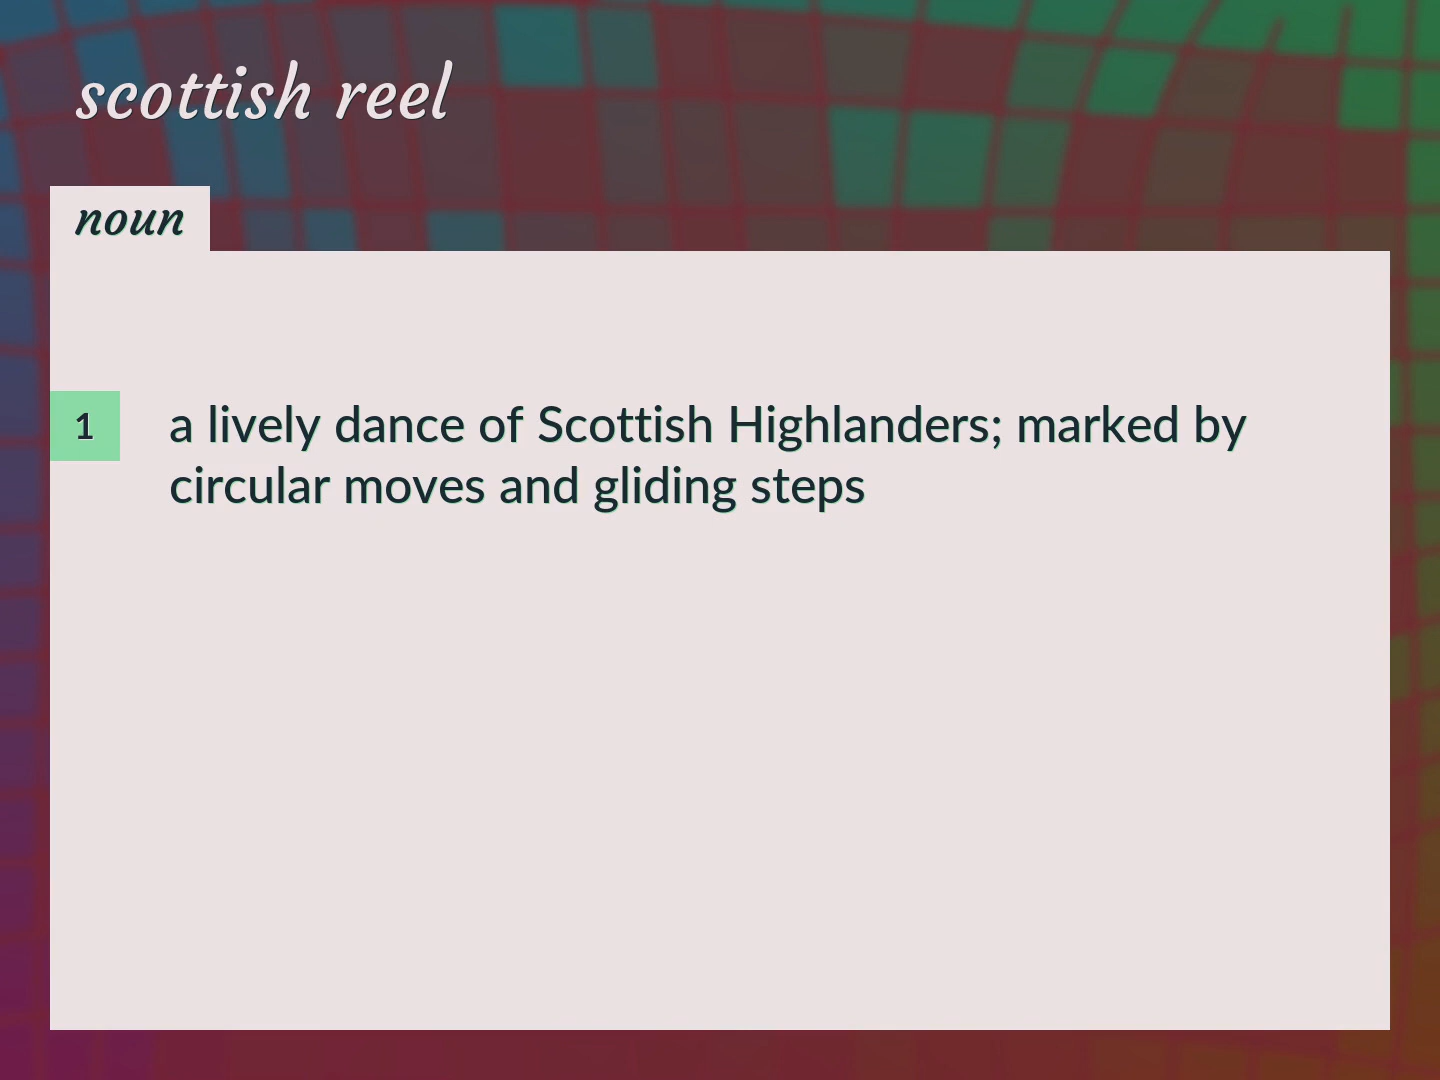 scottish reel
noun
1
a lively dance of Scottish Highlanders; marked by
circular moves and gliding steps